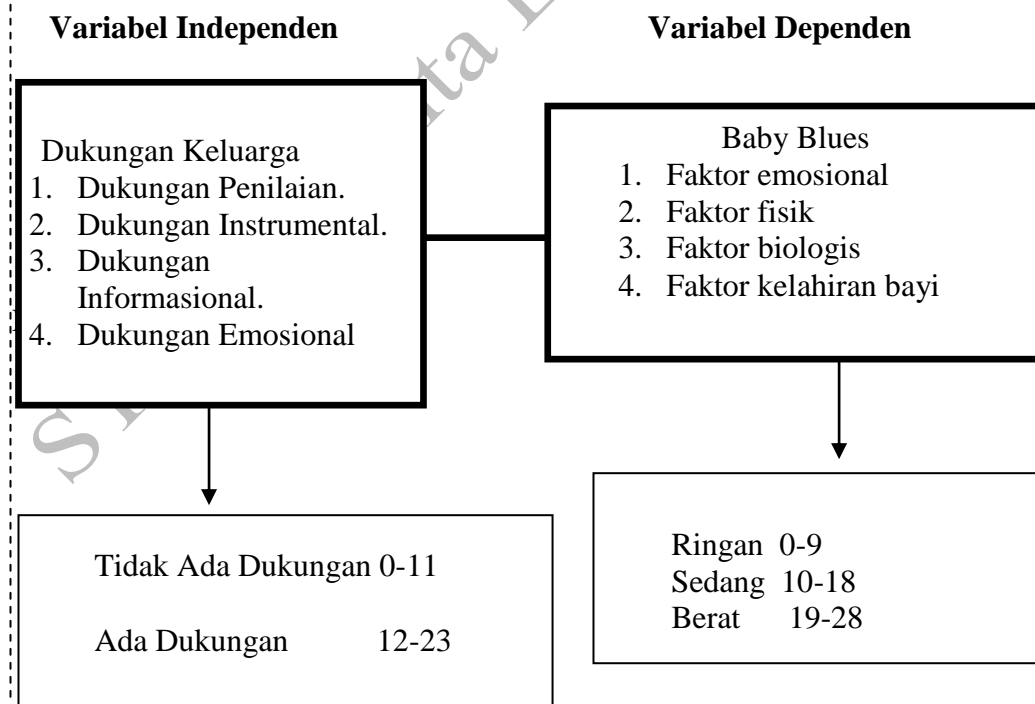 Variabel Independen
Variabel Dependen
Dukungan Keluarga
1. Dukungan Penilaian.
2. Dukungan Instrumental.
3. Dukungan
Informasional.
4. Dukungan Emosional
Baby Blues
1. Faktor emosional
2. Faktor fisik
3. Faktor biologis
4. Faktor kelahiran bayi
Tidak Ada Dukungan 0-11
Ada Dukungan 12-23
Ringan 0-9
Sedang 10-18
Berat 19-28